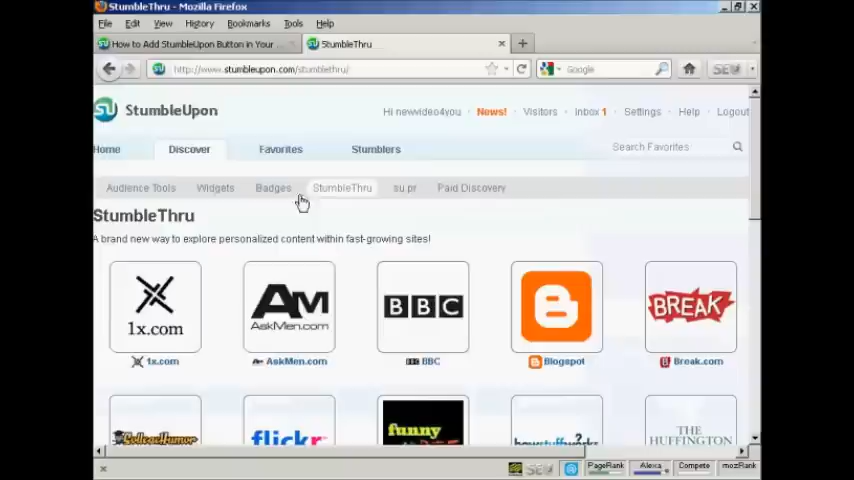 StumbleThru - Mozilla Firefox
File Edit View History Bookmarks Tools Help
How to Add StumbleUpon Button in Your ...
StumbleThru
http://www.stumbleupon.com/stumblethru/
Google
StumbleUpon
Hi newvideo4you News! Visitors Inbox 1 Settings Help Logout
Home Discover Favorites Stumblers
Search Favorites
Audience Tools Widgets Badges StumbleThru su.pr Paid Discovery
StumbleThru
A brand new way to explore personalized content within fast-growing sites!
1x.com
AM
AskMen.com
BBC
BREAK
1x.com AskMen.com BBC Blogspot Break.com
CollegeHumor
flickr
funny
howstuffworks
THE
HUFFINGTON
PageRank Alexa Compete mozRank